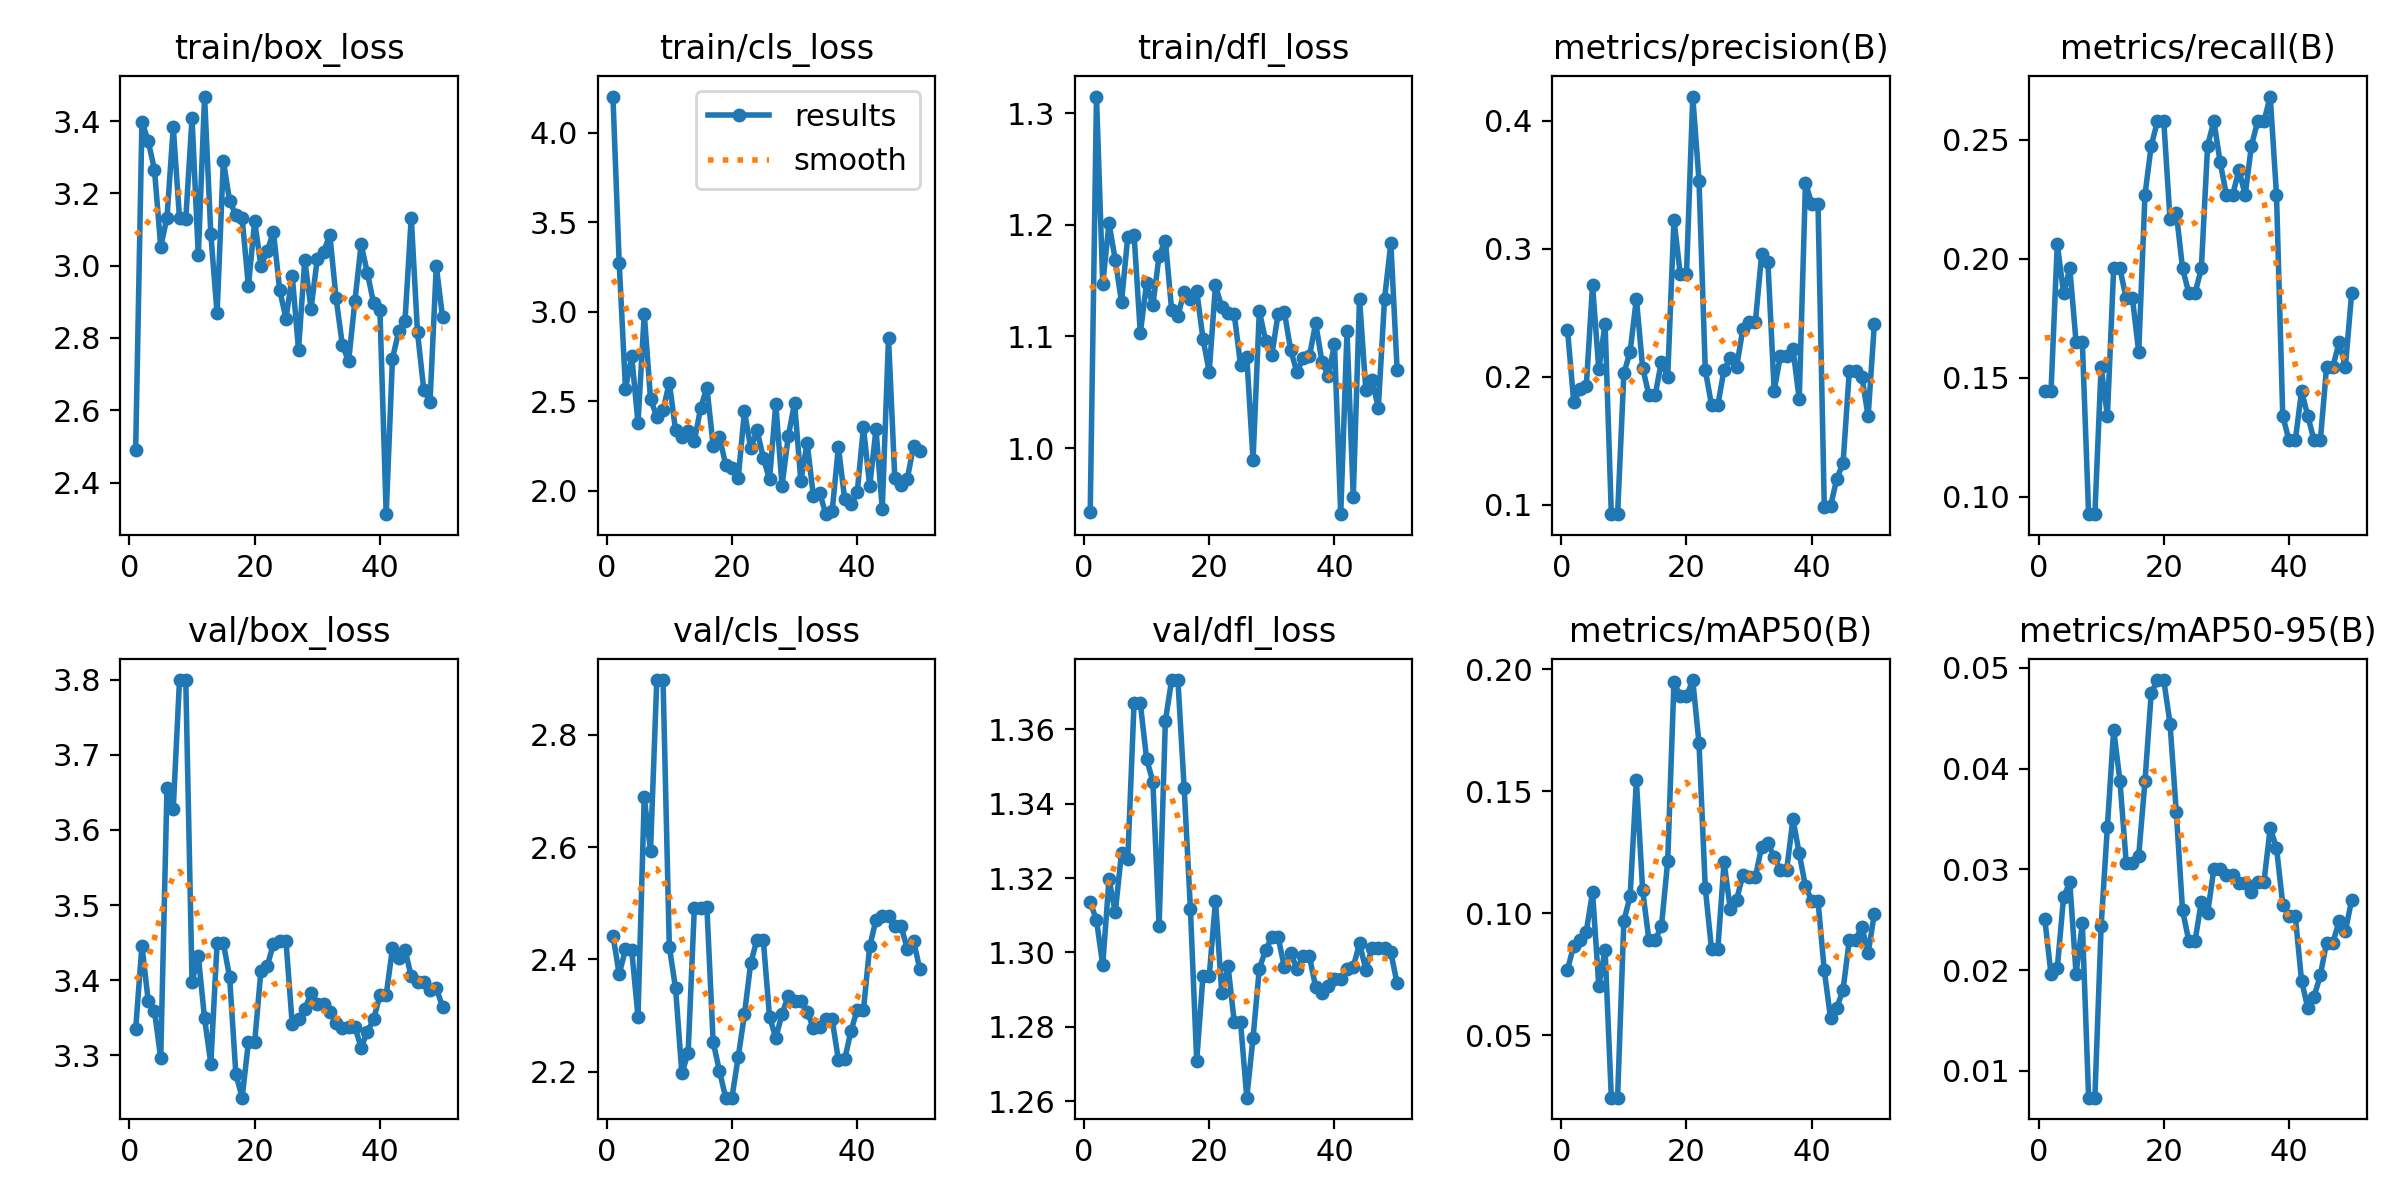 train/box_loss
3.4
3.2
3.0
2.8
2.6
2.4
0 20 40
train/cls_loss
results
smooth
4.0
3.5
3.0
2.5
2.0
0 20 40
train/dfl_loss
1.3
1.2
1.1
1.0
0 20 40
metrics/precision(B)
0.4
0.3
0.2
0.1
0 20 40
metrics/recall(B)
0.25
0.20
0.15
0.10
0 20 40
val/box_loss
3.8
3.7
3.6
3.5
3.4
3.3
0 20 40
val/cls_loss
2.8
2.6
2.4
2.2
0 20 40
val/dfl_loss
1.36
1.34
1.32
1.30
1.28
1.26
0 20 40
metrics/mAP50(B)
0.20
0.15
0.10
0.05
0 20 40
metrics/mAP50-95(B)
0.05
0.04
0.03
0.02
0.01
0 20 40